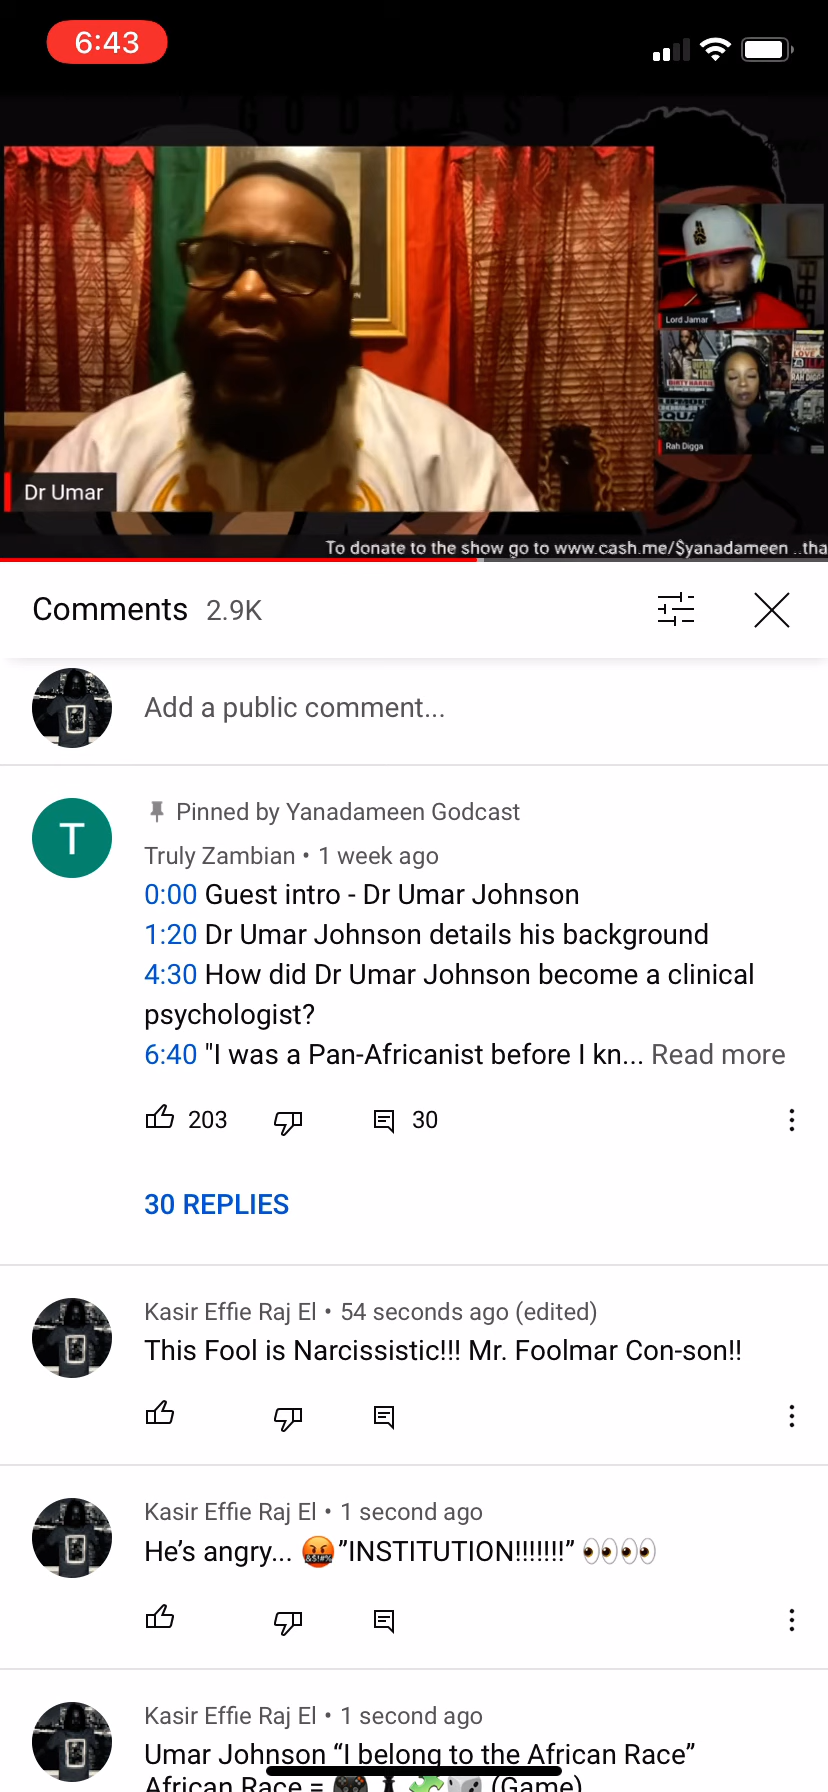 6:43
GODCAST
Lord Jamar
Rah Digga
Dr Umar
To donate to the show go to www.cash.me/$yanadameen ..tha
Comments 2.9K
Add a public comment...
T
Pinned by Yanadameen Godcast
Truly Zambian • 1 week ago
0:00 Guest intro - Dr Umar Johnson
1:20 Dr Umar Johnson details his background
4:30 How did Dr Umar Johnson become a clinical
psychologist?
6:40 "I was a Pan-Africanist before I kn... Read more
203 30
30 REPLIES
Kasir Effie Raj El • 54 seconds ago (edited)
This Fool is Narcissistic!!! Mr. Foolmar Con-son!!
Kasir Effie Raj El • 1 second ago
He’s angry... 🤬”INSTITUTION!!!!!!!” 👀👀
Kasir Effie Raj El • 1 second ago
Umar Johnson “I belong to the African Race”
African Race = 🎮♟🧩🎲 (Game)